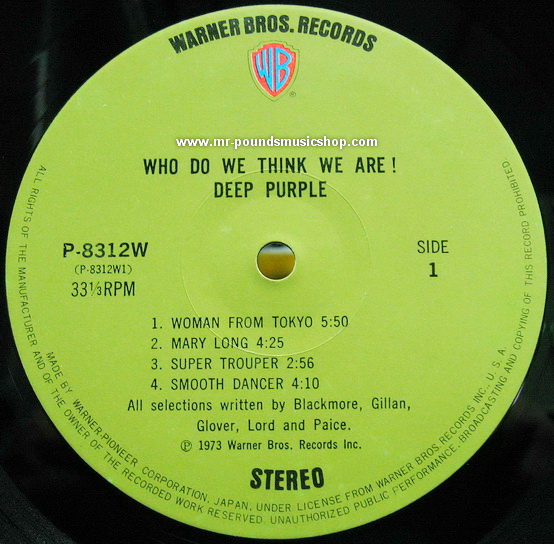 WARNER BROS. RECORDS
WB
®
www.mr-poundsmusicshop.com
WHO DO WE THINK WE ARE!
DEEP PURPLE
P-8312W
(P-8312W1)
33⅓RPM
SIDE
1
1. WOMAN FROM TOKYO 5:50
2. MARY LONG 4:25
3. SUPER TROUPER 2:56
4. SMOOTH DANCER 4:10
All selections written by Blackmore, Gillan,
Glover, Lord and Paice.
℗ 1973 Warner Bros. Records Inc.
STEREO
MADE BY WARNER-PIONEER CORPORATION, JAPAN, UNDER LICENSE FROM WARNER BROS. RECORDS INC., U. S. A.
ALL RIGHTS OF THE MANUFACTURER AND OF THE OWNER OF THE RECORDED WORK RESERVED. UNAUTHORIZED PUBLIC PERFORMANCE, BROADCASTING AND COPYING OF THIS RECORD PROHIBITED.